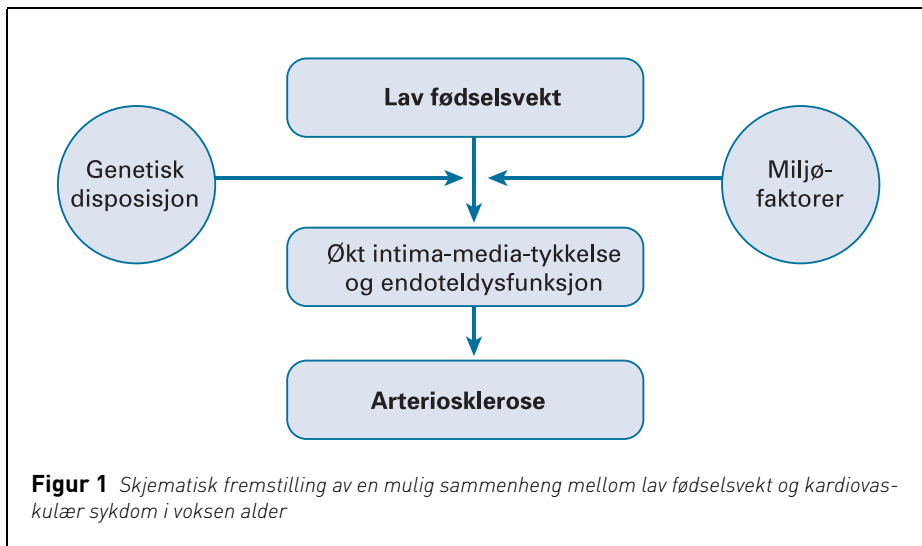 Lav fødselsvekt
Genetisk
disposisjon
Miljø-
faktorer
Økt intima-media-tykkelse
og endoteldysfunksjon
Arteriosklerose
Figur 1 Skjematisk fremstilling av en mulig sammenheng mellom lav fødselsvekt og kardiovas-
kulær sykdom i voksen alder